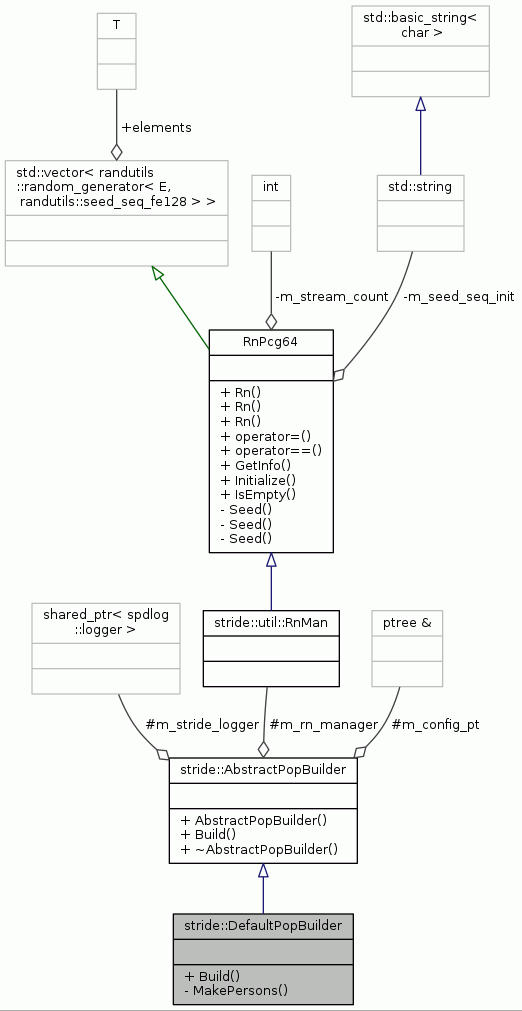 T
std::basic_string<
char >
+elements
std::vector< randutils
::random_generator< E,
randutils::seed_seq_fe128 > >
int
std::string
-m_stream_count
-m_seed_seq_init
RnPcg64
+ Rn()
+ Rn()
+ Rn()
+ operator=()
+ operator==()
+ GetInfo()
+ Initialize()
+ IsEmpty()
- Seed()
- Seed()
- Seed()
shared_ptr< spdlog
::logger >
stride::util::RnMan
ptree &
#m_stride_logger
#m_rn_manager
#m_config_pt
stride::AbstractPopBuilder
+ AbstractPopBuilder()
+ Build()
+ ~AbstractPopBuilder()
stride::DefaultPopBuilder
+ Build()
- MakePersons()